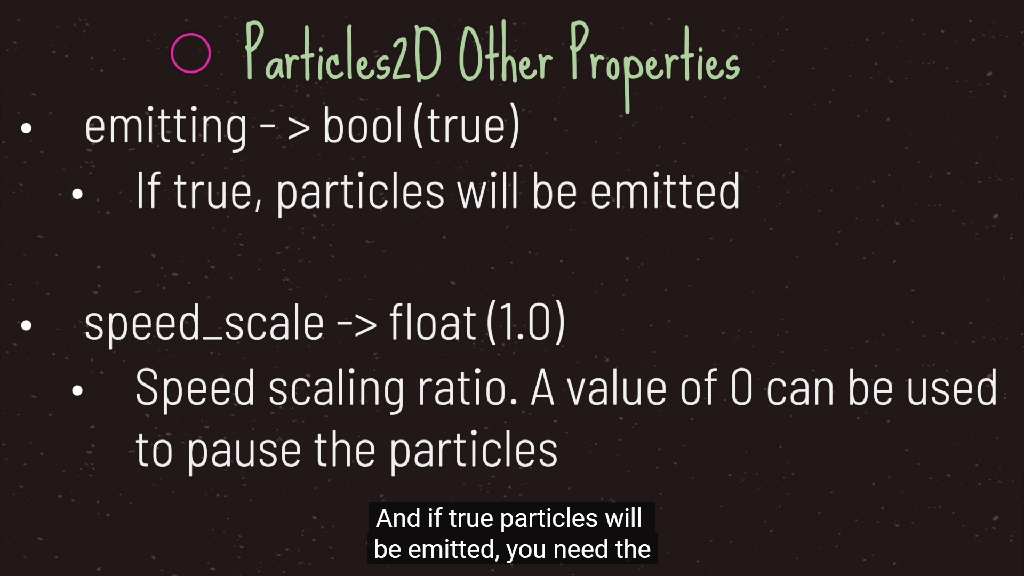 Particles2D Other Properties
• emitting - > bool (true)
• If true, particles will be emitted
• speed_scale -> float (1.0)
• Speed scaling ratio. A value of 0 can be used
to pause the particles
And if true particles will
be emitted, you need the